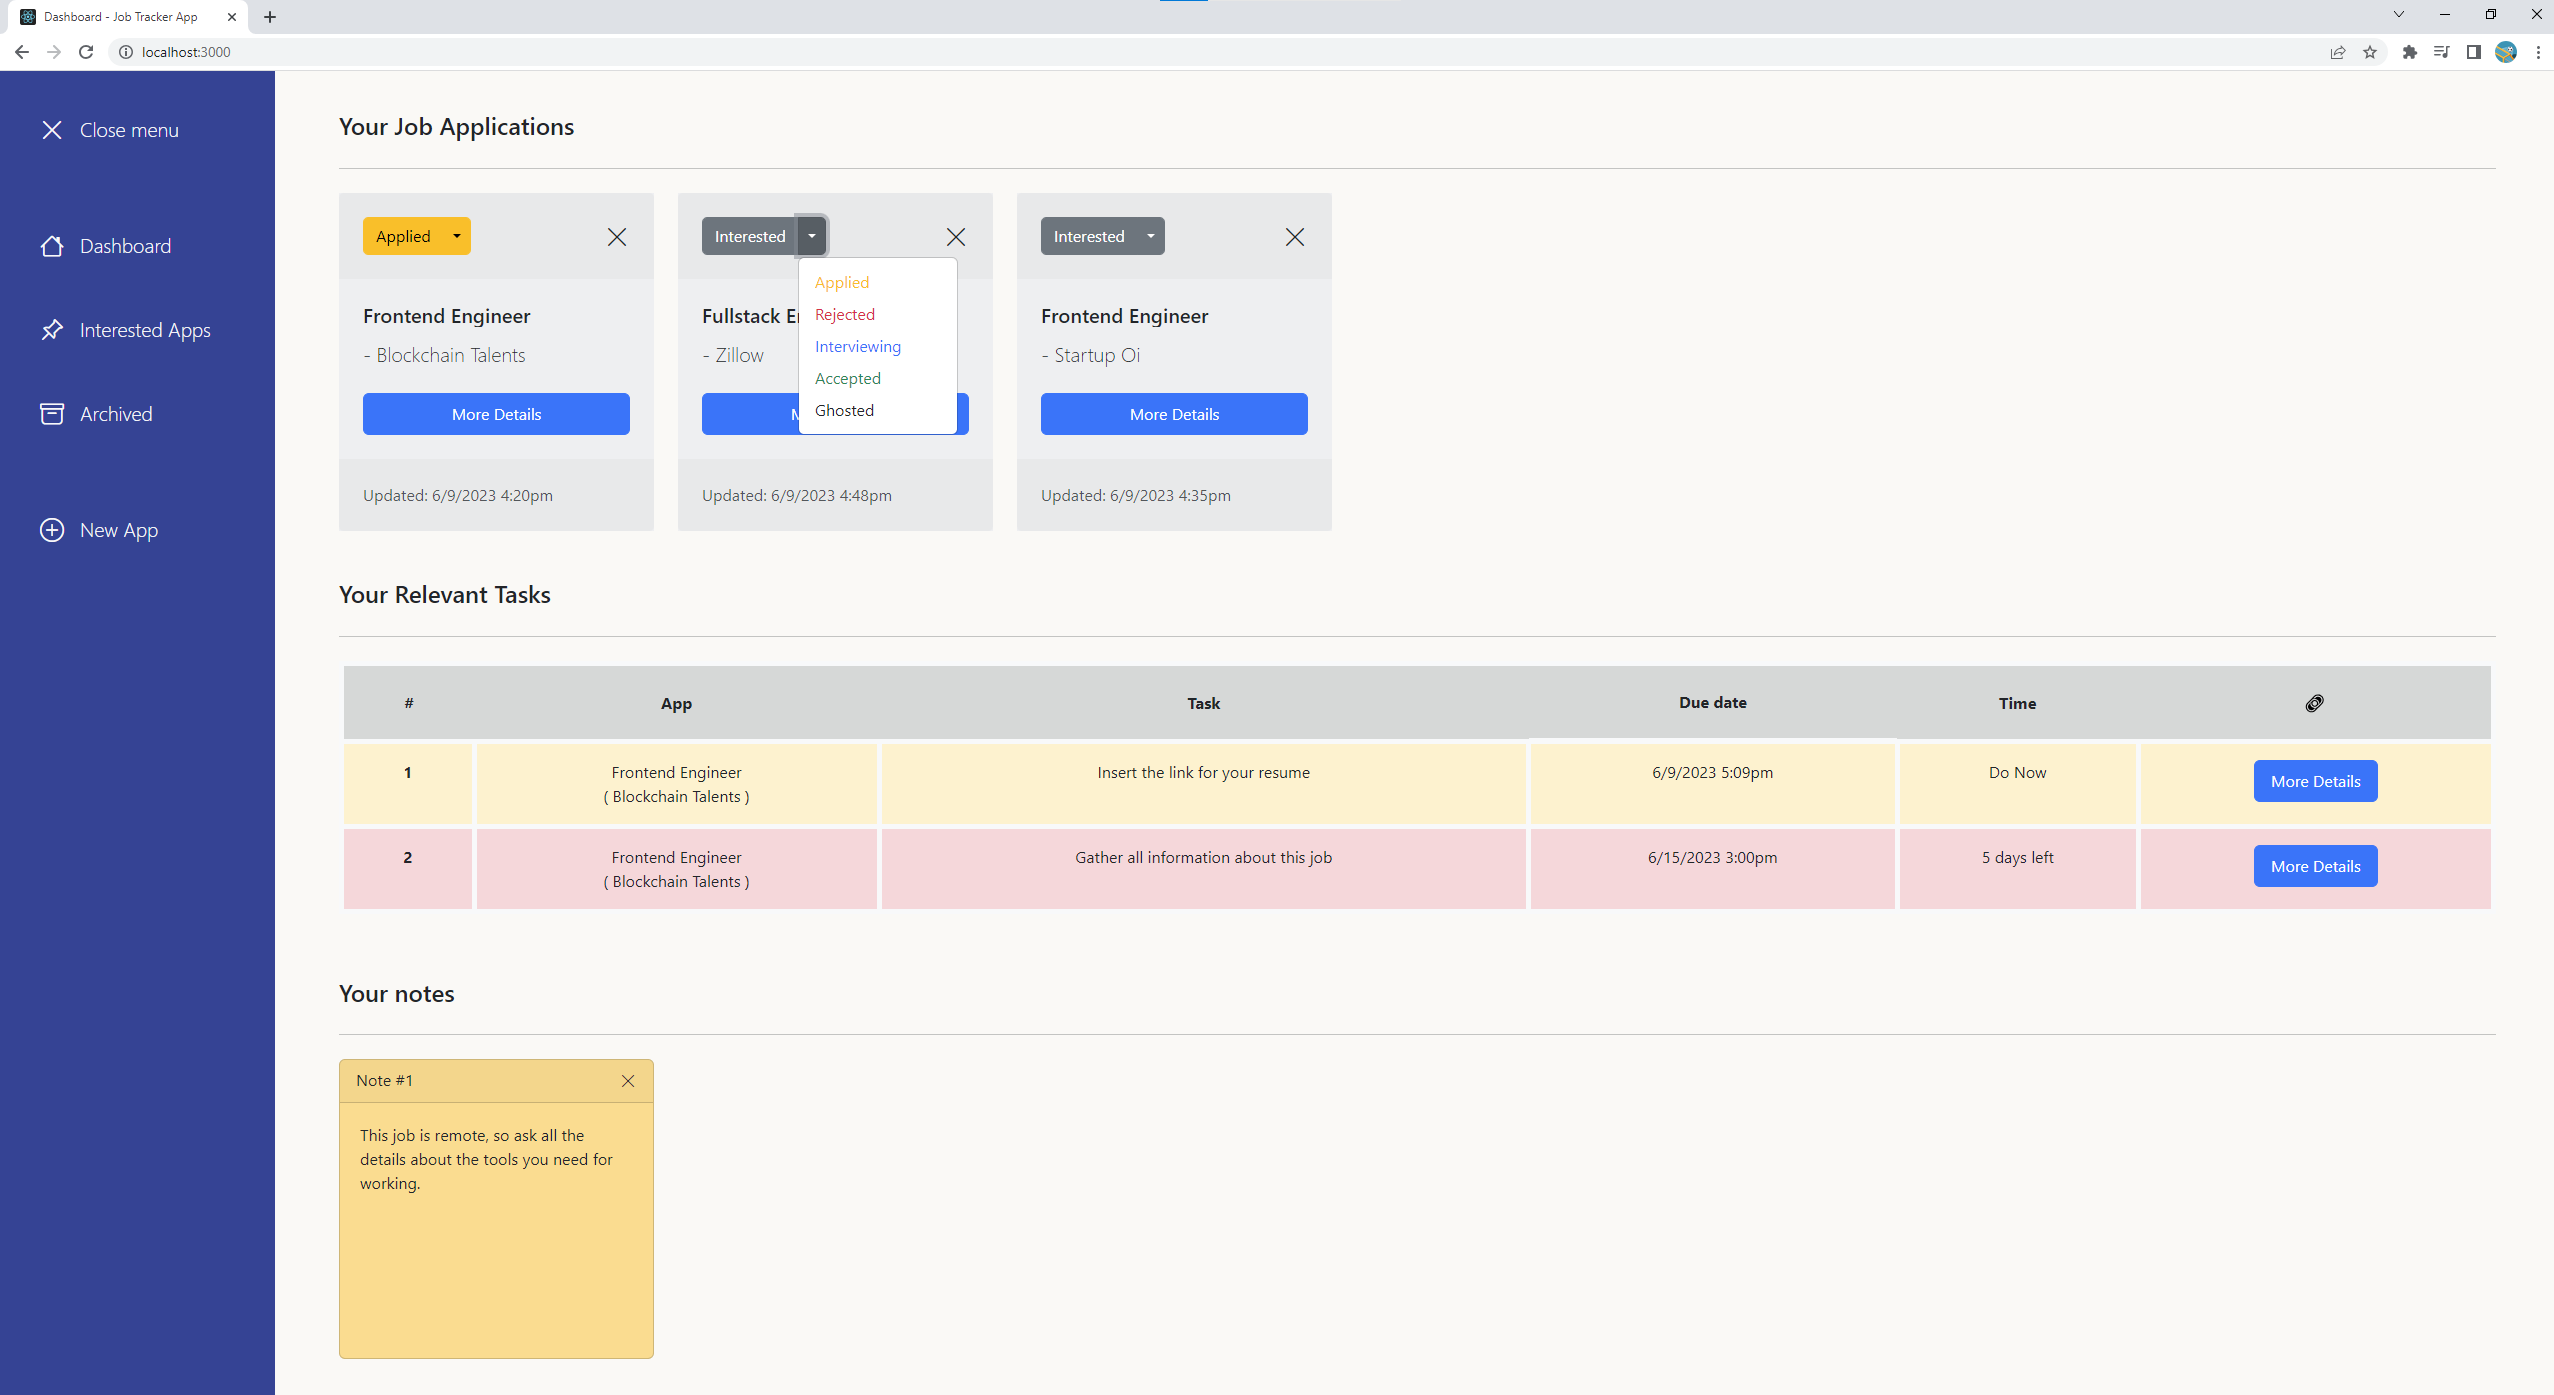 Dashboard - Job Tracker App
localhost:3000
Close menu
Dashboard
Interested Apps
Archived
New App
Your Job Applications
Applied
Frontend Engineer
- Blockchain Talents
More Details
Updated: 6/9/2023 4:20pm
Interested
Applied
Rejected
Interviewing
Accepted
Ghosted
Fullstack
- Zillow
Updated: 6/9/2023 4:48pm
Interested
Frontend Engineer
- Startup Oi
More Details
Updated: 6/9/2023 4:35pm
Your Relevant Tasks
# App Task Due date Time
1 Frontend Engineer Insert the link for your resume 6/9/2023 5:09pm Do Now More Details
( Blockchain Talents )
2 Frontend Engineer Gather all information about this job 6/15/2023 3:00pm 5 days left More Details
( Blockchain Talents )
Your notes
Note #1
This job is remote, so ask all the
details about the tools you need for
working.